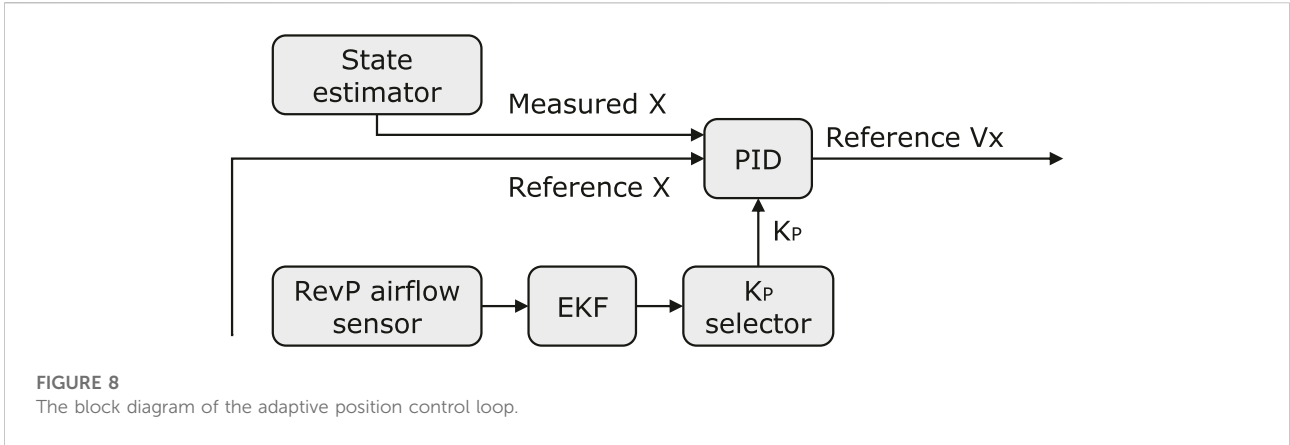 State
estimator
Measured X
PID
Reference Vx
Reference X
KP
RevP airflow
sensor
EKF
KP
selector
FIGURE 8
The block diagram of the adaptive position control loop.